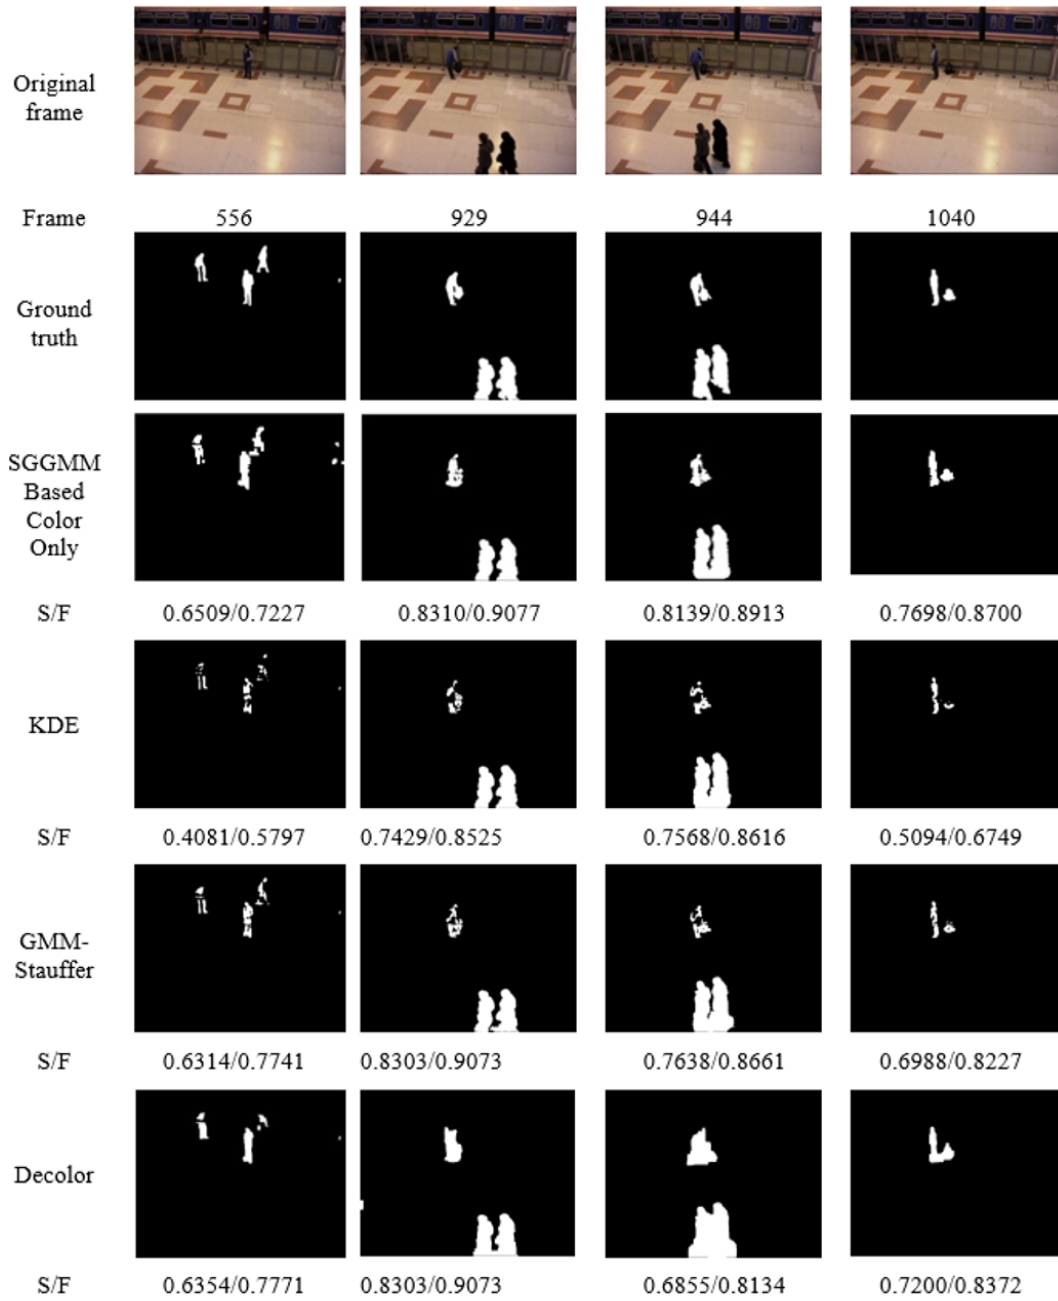 Original
frame
Frame 556 929 944 1040
Ground
truth
SGGMM
Based
Color
Only
S/F 0.6509/0.7227 0.8310/0.9077 0.8139/0.8913 0.7698/0.8700
KDE
S/F 0.4081/0.5797 0.7429/0.8525 0.7568/0.8616 0.5094/0.6749
GMM-
Stauffer
S/F 0.6314/0.7741 0.8303/0.9073 0.7638/0.8661 0.6988/0.8227
Decolor
S/F 0.6354/0.7771 0.8303/0.9073 0.6855/0.8134 0.7200/0.8372